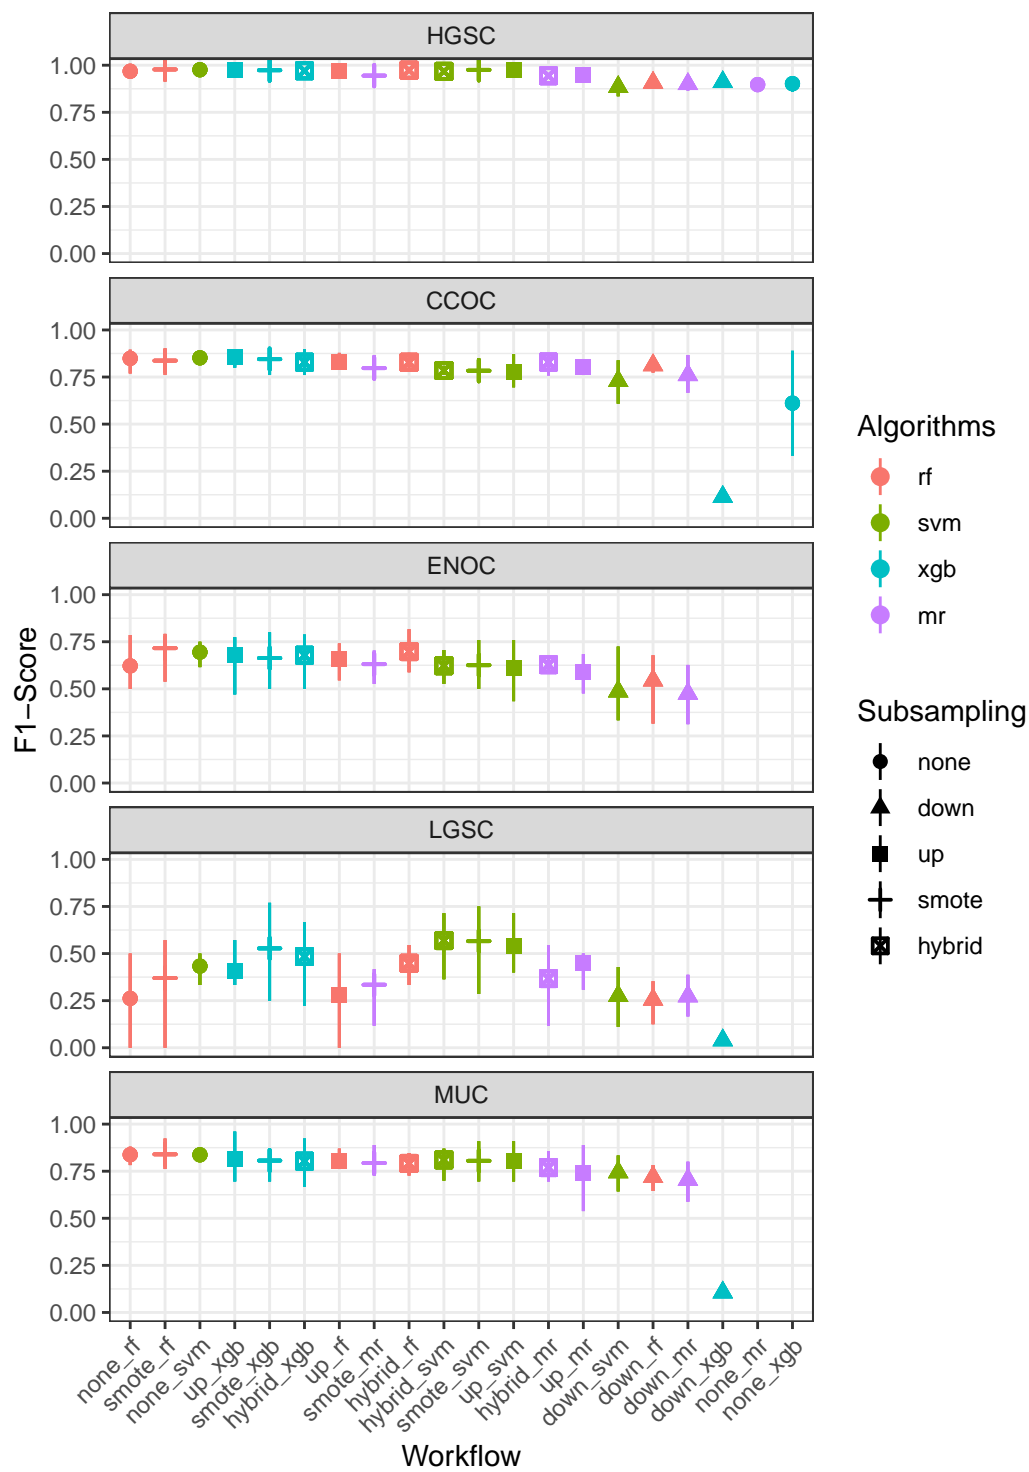 HGSC
1.00
0.75
0.50
0.25
0.00
CCOC
1.00
0.75
0.50
0.25
0.00
ENOC
1.00
0.75
0.50
0.25
0.00
LGSC
1.00
0.75
0.50
0.25
0.00
MUC
1.00
0.75
0.50
0.25
0.00
F1−Score
none_rf
smote_rf
none_svm
up_xgb
smote_xgb
hybrid_xgb
up_rf
smote_mr
hybrid_rf
hybrid_svm
smote_svm
up_svm
hybrid_mr
up_mr
down_svm
down_rf
down_mr
down_xgb
none_mr
none_xgb
Workflow
Algorithms
rf
svm
xgb
mr
Subsampling
none
down
up
smote
hybrid